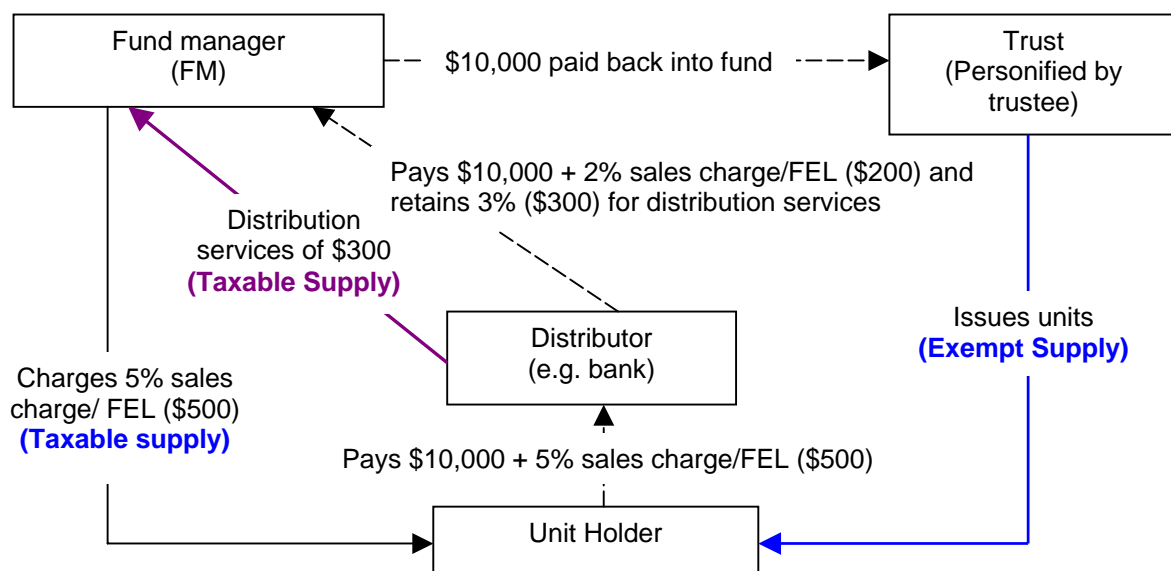 Fund manager
(FM)
$10,000 paid back into fund
Trust
(Personified by
trustee)
Pays $10,000 + 2% sales charge/FEL ($200) and
retains 3% ($300) for distribution services
Distribution
services of $300
(Taxable Supply)
Distributor
(e.g. bank)
Issues units
(Exempt Supply)
Charges 5% sales
charge/ FEL ($500)
(Taxable supply)
Pays $10,000 + 5% sales charge/FEL ($500)
Unit Holder